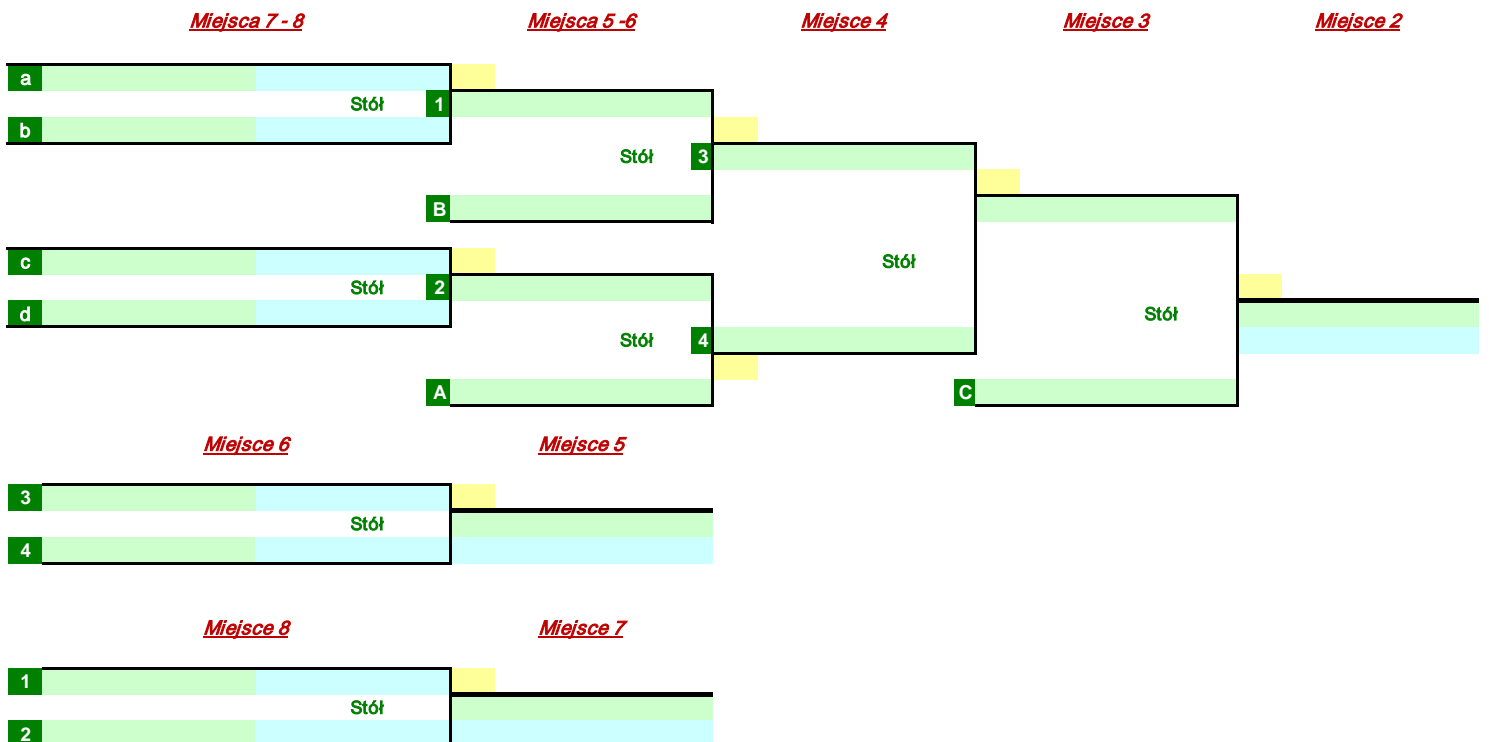 Miejsca 7 - 8 Miejsca 5 -6 Miejsce 4 Miejsce 3 Miejsce 2
a
Stół 1
b
Stół 3
B
c
Stół
Stół 2
d
Stół
Stół 4
A C
Miejsce 6 Miejsce 5
3
Stół
4
Miejsce 8 Miejsce 7
1
Stół
2